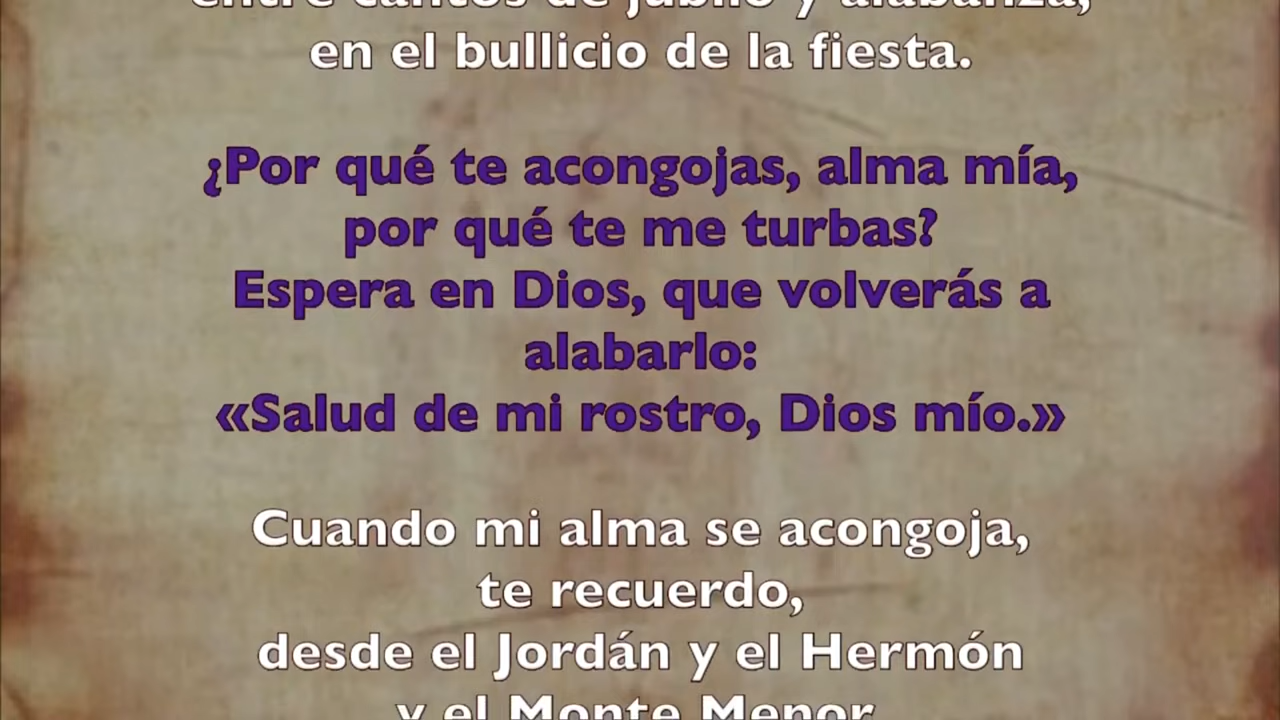 entre cantos de júbilo y alabanza,
en el bullicio de la fiesta.
¿Por qué te acongojas, alma mía,
por qué te me turbas?
Espera en Dios, que volverás a
alabarlo:
«Salud de mi rostro, Dios mío.»
Cuando mi alma se acongoja,
te recuerdo,
desde el Jordán y el Hermón
y el Monte Menor